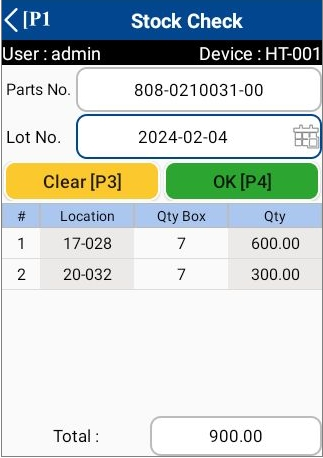 [P1 Stock Check
User : admin Device : HT-001
Parts No. 808-0210031-00
Lot No. 2024-02-04
Clear [P3] OK [P4]
# Location Qty Box Qty
1 17-028 7 600.00
2 20-032 7 300.00
Total : 900.00